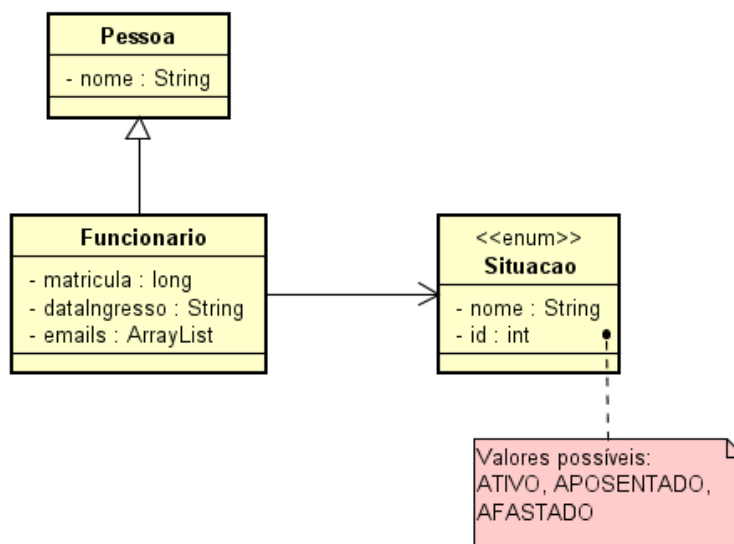 Pessoa
- nome : String
Funcionario
- matricula : long
- dataIngresso : String
- emails : ArrayList
<<enum>>
Situacao
- nome : String
- id : int
Valores possíveis:
ATIVO, APOSENTADO,
AFASTADO